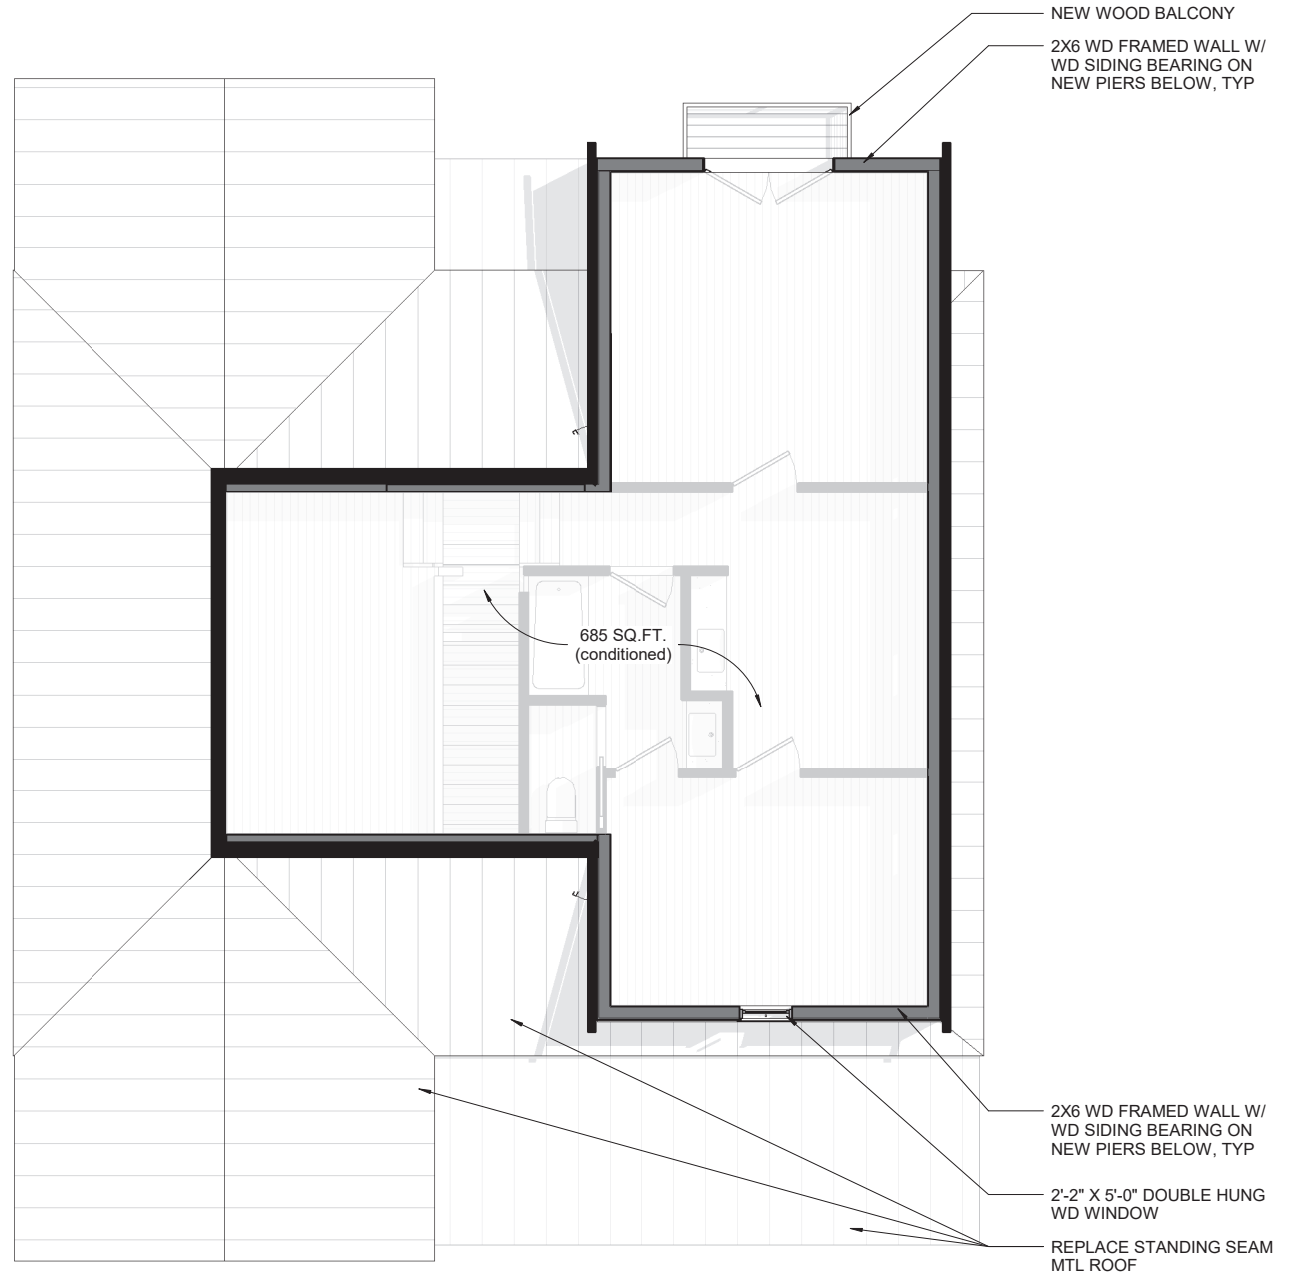 NEW WOOD BALCONY
2X6 WD FRAMED WALL W/
WD SIDING BEARING ON
NEW PIERS BELOW, TYP
685 SQ.FT.
(conditioned)
2X6 WD FRAMED WALL W/
WD SIDING BEARING ON
NEW PIERS BELOW, TYP
2'-2" X 5'-0" DOUBLE HUNG
WD WINDOW
REPLACE STANDING SEAM
MTL ROOF